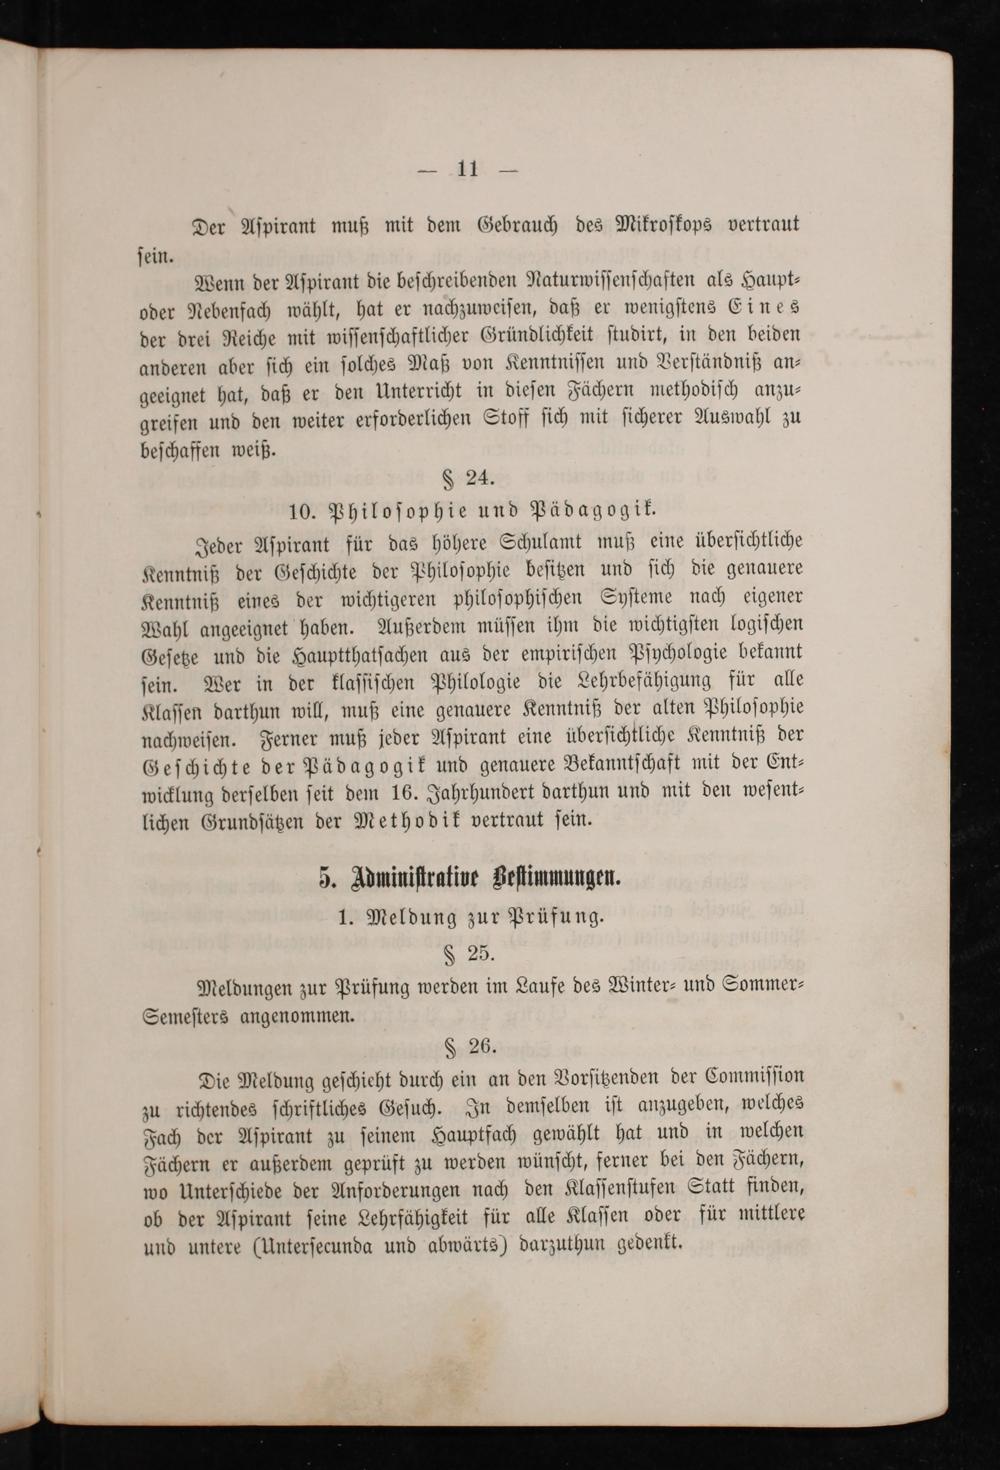 — 11 —
Der Aſpirant muß mit dem Gebrauch des Mikroſkops vertraut
ſein.
Wenn der Aſpirant die beſchreibenden Naturwiſſenſchaften als Haupt-
oder Nebenfach wählt, hat er nachzuweiſen, daß er wenigſtens Eines
der drei Reiche mit wiſſenſchaftlicher Gründlichkeit ſtudirt, in den beiden
anderen aber ſich ein ſolches Maß von Kenntniſſen und Verſtändniß an-
geeignet hat, daß er den Unterricht in dieſen Fächern methodiſch anzu-
greifen und den weiter erforderlichen Stoff ſich mit ſicherer Auswahl zu
beſchaffen weiß.
§ 24.
10. Philoſophie und Pädagogik.
Jeder Aſpirant für das höhere Schulamt muß eine überſichtliche
Kenntniß der Geſchichte der Philoſophie beſitzen und ſich die genauere
Kenntniß eines der wichtigeren philoſophiſchen Syſteme nach eigener
Wahl angeeignet haben. Außerdem müſſen ihm die wichtigſten logiſchen
Geſetze und die Hauptthatſachen aus der empiriſchen Pſychologie bekannt
ſein. Wer in der klaſſiſchen Philologie die Lehrbefähigung für alle
Klaſſen darthun will, muß eine genauere Kenntniß der alten Philoſophie
nachweiſen. Ferner muß jeder Aſpirant eine überſichtliche Kenntniß der
Geſchichte der Pädagogik und genauere Bekanntſchaft mit der Ent-
wicklung derſelben ſeit dem 16. Jahrhundert darthun und mit den weſent-
lichen Grundſätzen der Methodik vertraut ſein.
5. Adminiſtrative Beſtimmungen.
1. Meldung zur Prüfung.
§ 25.
Meldungen zur Prüfung werden im Laufe des Winter- und Sommer-
Semeſters angenommen.
§ 26.
Die Meldung geſchieht durch ein an den Vorſitzenden der Commiſſion
zu richtendes ſchriftliches Geſuch. In demſelben iſt anzugeben, welches
Fach der Aſpirant zu ſeinem Hauptfach gewählt hat und in welchen
Fächern er außerdem geprüft zu werden wünſcht, ferner bei den Fächern,
wo Unterſchiede der Anforderungen nach den Klaſſenſtufen Statt finden,
ob der Aſpirant ſeine Lehrfähigkeit für alle Klaſſen oder für mittlere
und untere (Unterſecunda und abwärts) darzuthun gedenkt.